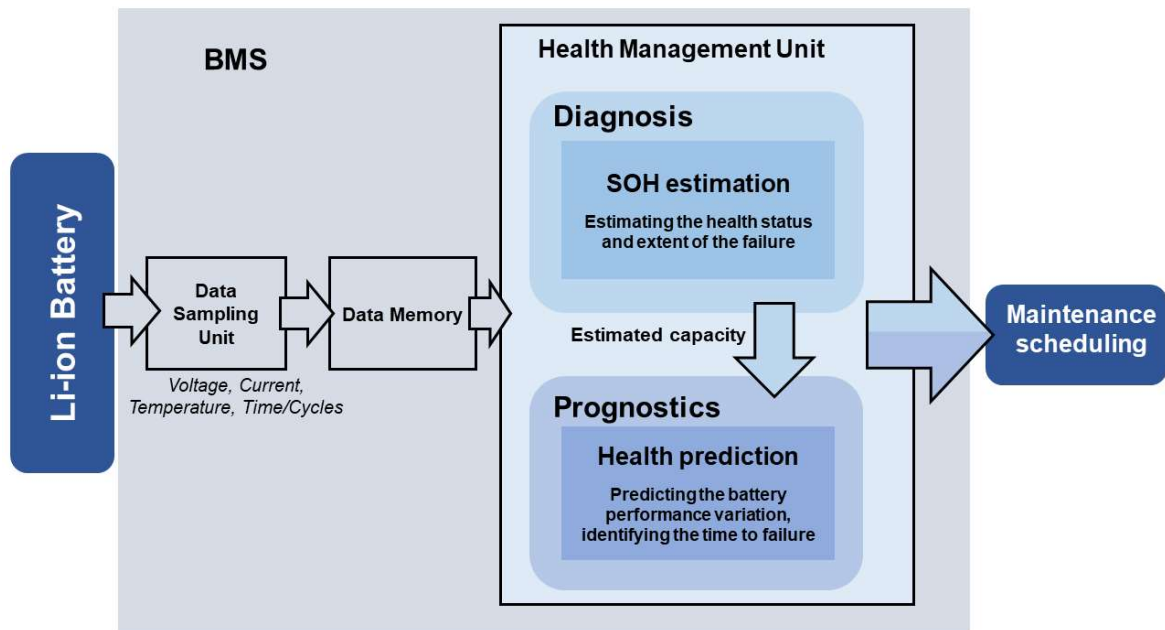 Li-ion Battery
BMS
Data
Sampling
Unit
Voltage, Current,
Temperature, Time/Cycles
Data Memory
Health Management Unit
Diagnosis
SOH estimation
Estimating the health status
and extent of the failure
Estimated capacity
Prognostics
Health prediction
Predicting the battery
performance variation,
identifying the time to failure
Maintenance
scheduling